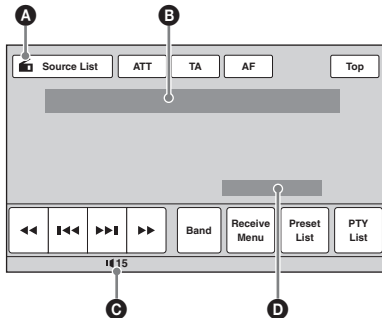 A B
Source List ATT TA AF Top
Band Receive Menu Preset List PTY List
15
C D